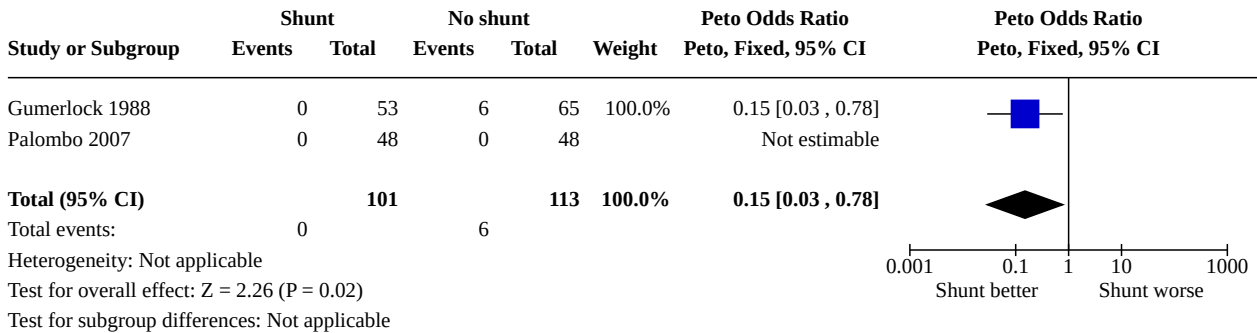 Shunt No shunt Peto Odds Ratio Peto Odds Ratio
Study or Subgroup Events Total Events Total Weight Peto, Fixed, 95% CI Peto, Fixed, 95% CI
Gumerlock 1988 0 53 6 65 100.0% 0.15 [0.03 , 0.78]
Palombo 2007 0 48 0 48 Not estimable
Total (95% CI) 101 113 100.0% 0.15 [0.03 , 0.78]
Total events: 0 6
Heterogeneity: Not applicable 0.001 0.1 1 10 1000
Test for overall effect: Z = 2.26 (P = 0.02) Shunt better Shunt worse
Test for subgroup differences: Not applicable